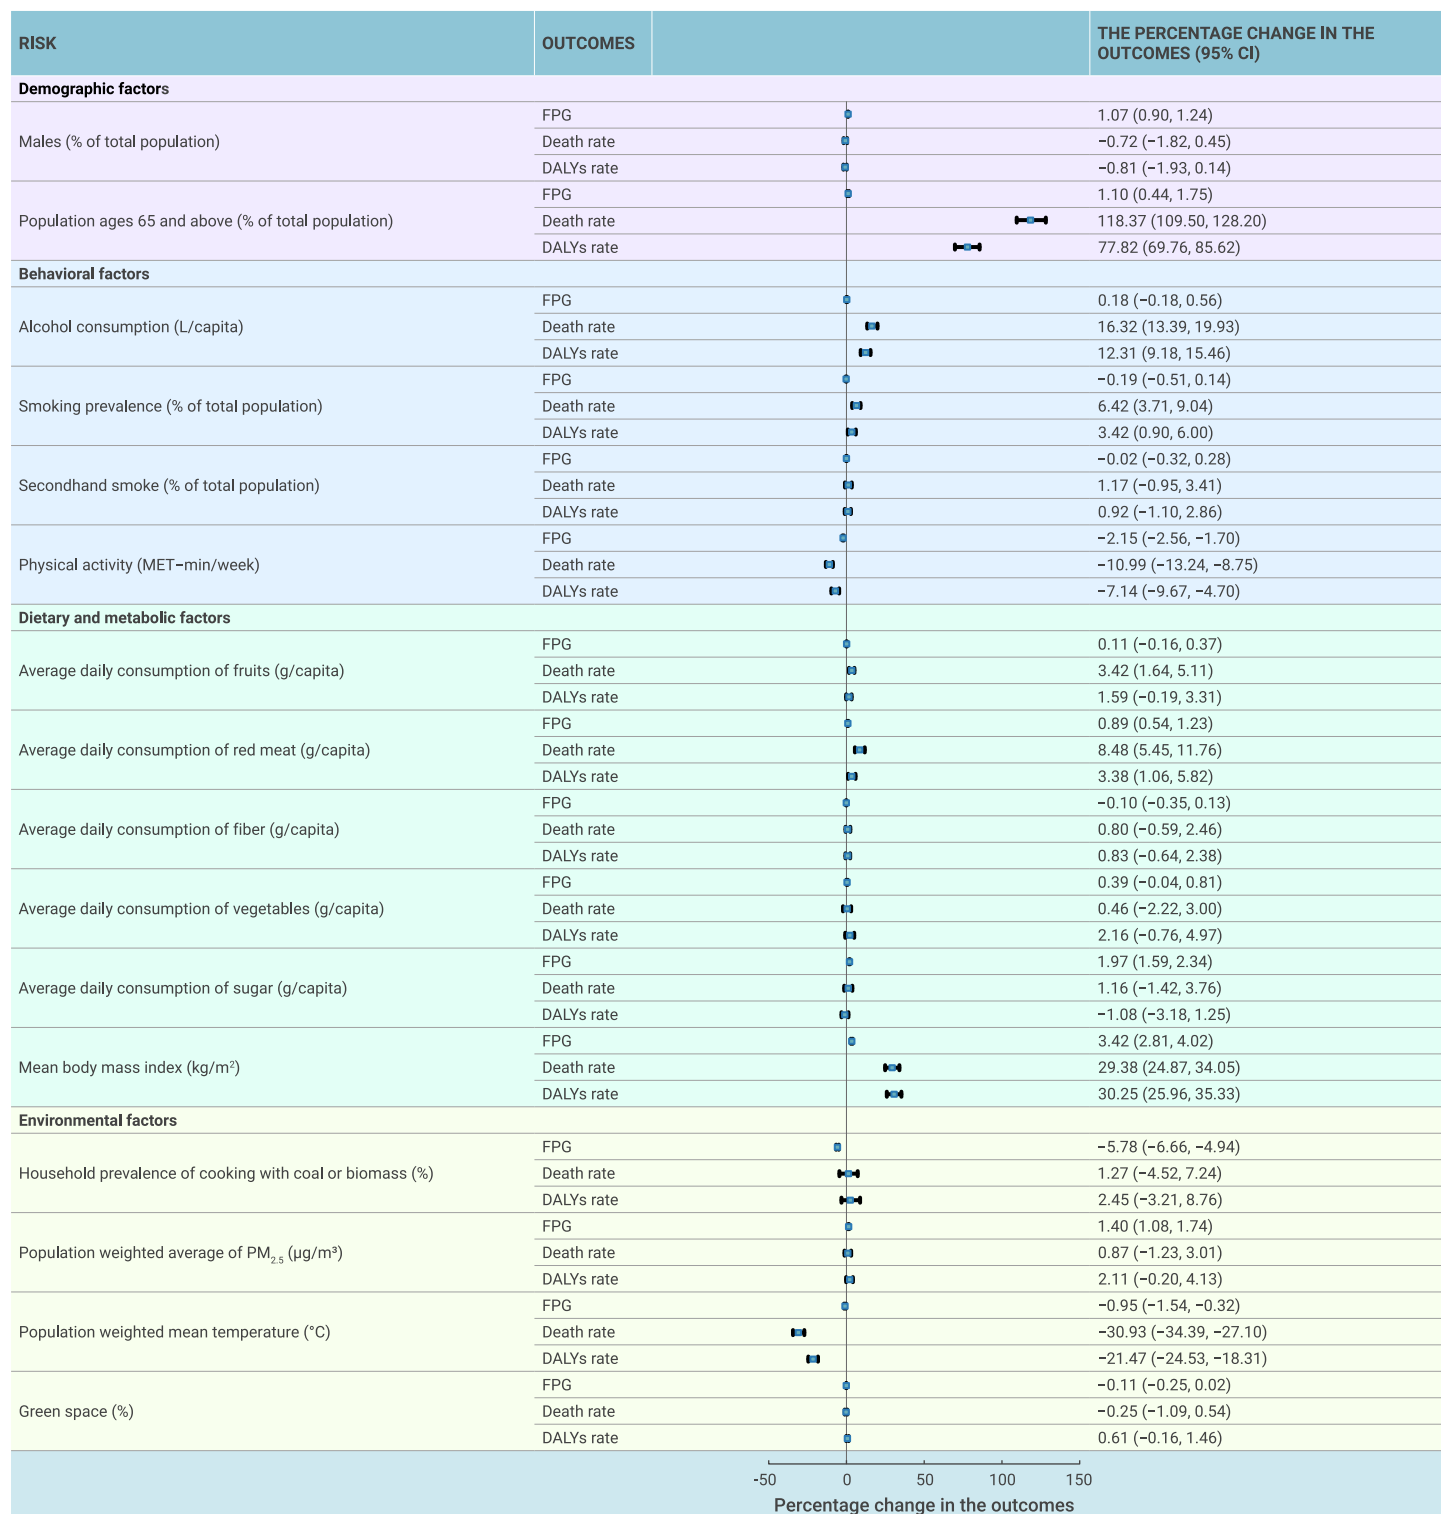 RISK OUTCOMES THE PERCENTAGE CHANGE IN THE
OUTCOMES (95% CI)
Demographic factors
Males (% of total population)
FPG 1.07 (0.90, 1.24)
Death rate −0.72 (−1.82, 0.45)
DALYs rate −0.81 (−1.93, 0.14)
Population ages 65 and above (% of total population)
FPG 1.10 (0.44, 1.75)
Death rate 118.37 (109.50, 128.20)
DALYs rate 77.82 (69.76, 85.62)
Behavioral factors
Alcohol consumption (L/capita)
FPG 0.18 (−0.18, 0.56)
Death rate 16.32 (13.39, 19.93)
DALYs rate 12.31 (9.18, 15.46)
Smoking prevalence (% of total population)
FPG −0.19 (−0.51, 0.14)
Death rate 6.42 (3.71, 9.04)
DALYs rate 3.42 (0.90, 6.00)
Secondhand smoke (% of total population)
FPG −0.02 (−0.32, 0.28)
Death rate 1.17 (−0.95, 3.41)
DALYs rate 0.92 (−1.10, 2.86)
Physical activity (MET−min/week)
FPG −2.15 (−2.56, −1.70)
Death rate −10.99 (−13.24, −8.75)
DALYs rate −7.14 (−9.67, −4.70)
Dietary and metabolic factors
Average daily consumption of fruits (g/capita)
FPG 0.11 (−0.16, 0.37)
Death rate 3.42 (1.64, 5.11)
DALYs rate 1.59 (−0.19, 3.31)
Average daily consumption of red meat (g/capita)
FPG 0.89 (0.54, 1.23)
Death rate 8.48 (5.45, 11.76)
DALYs rate 3.38 (1.06, 5.82)
Average daily consumption of fiber (g/capita)
FPG −0.10 (−0.35, 0.13)
Death rate 0.80 (−0.59, 2.46)
DALYs rate 0.83 (−0.64, 2.38)
Average daily consumption of vegetables (g/capita)
FPG 0.39 (−0.04, 0.81)
Death rate 0.46 (−2.22, 3.00)
DALYs rate 2.16 (−0.76, 4.97)
Average daily consumption of sugar (g/capita)
FPG 1.97 (1.59, 2.34)
Death rate 1.16 (−1.42, 3.76)
DALYs rate −1.08 (−3.18, 1.25)
Mean body mass index (kg/m²)
FPG 3.42 (2.81, 4.02)
Death rate 29.38 (24.87, 34.05)
DALYs rate 30.25 (25.96, 35.33)
Environmental factors
Household prevalence of cooking with coal or biomass (%)
FPG −5.78 (−6.66, −4.94)
Death rate 1.27 (−4.52, 7.24)
DALYs rate 2.45 (−3.21, 8.76)
Population weighted average of PM₂.₅ (µg/m³)
FPG 1.40 (1.08, 1.74)
Death rate 0.87 (−1.23, 3.01)
DALYs rate 2.11 (−0.20, 4.13)
Population weighted mean temperature (°C)
FPG −0.95 (−1.54, −0.32)
Death rate −30.93 (−34.39, −27.10)
DALYs rate −21.47 (−24.53, −18.31)
Green space (%)
FPG −0.11 (−0.25, 0.02)
Death rate −0.25 (−1.09, 0.54)
DALYs rate 0.61 (−0.16, 1.46)
-50 0 50 100 150
Percentage change in the outcomes